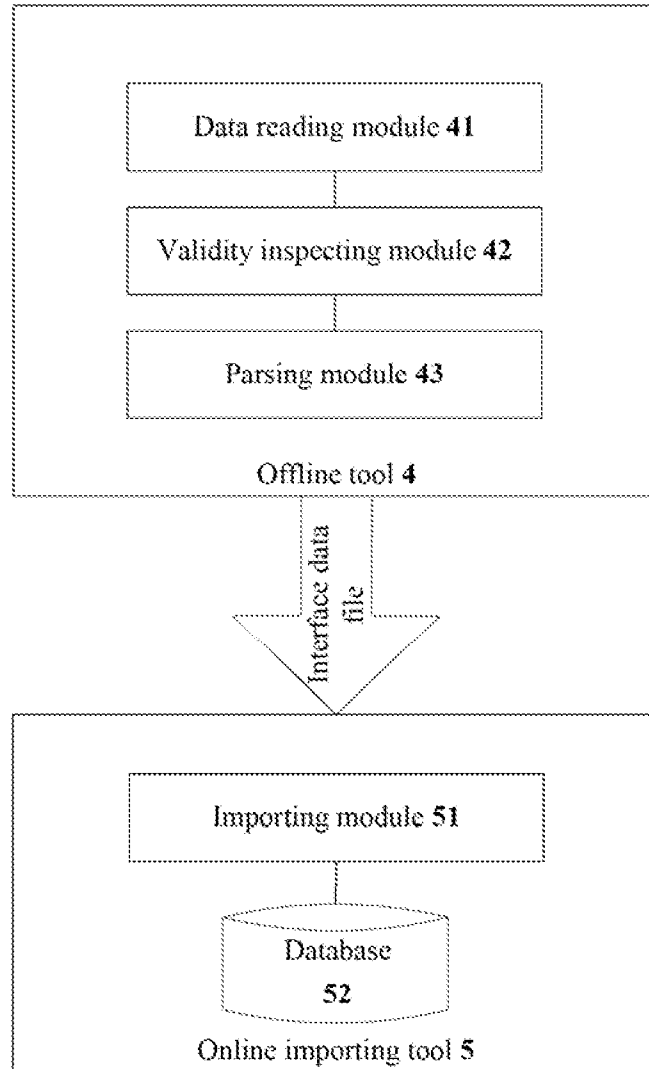 Data reading module 41
Validity inspecting module 42
Parsing module 43
Offline tool 4
Interface data
file
Importing module 51
Database
52
Online importing tool 5